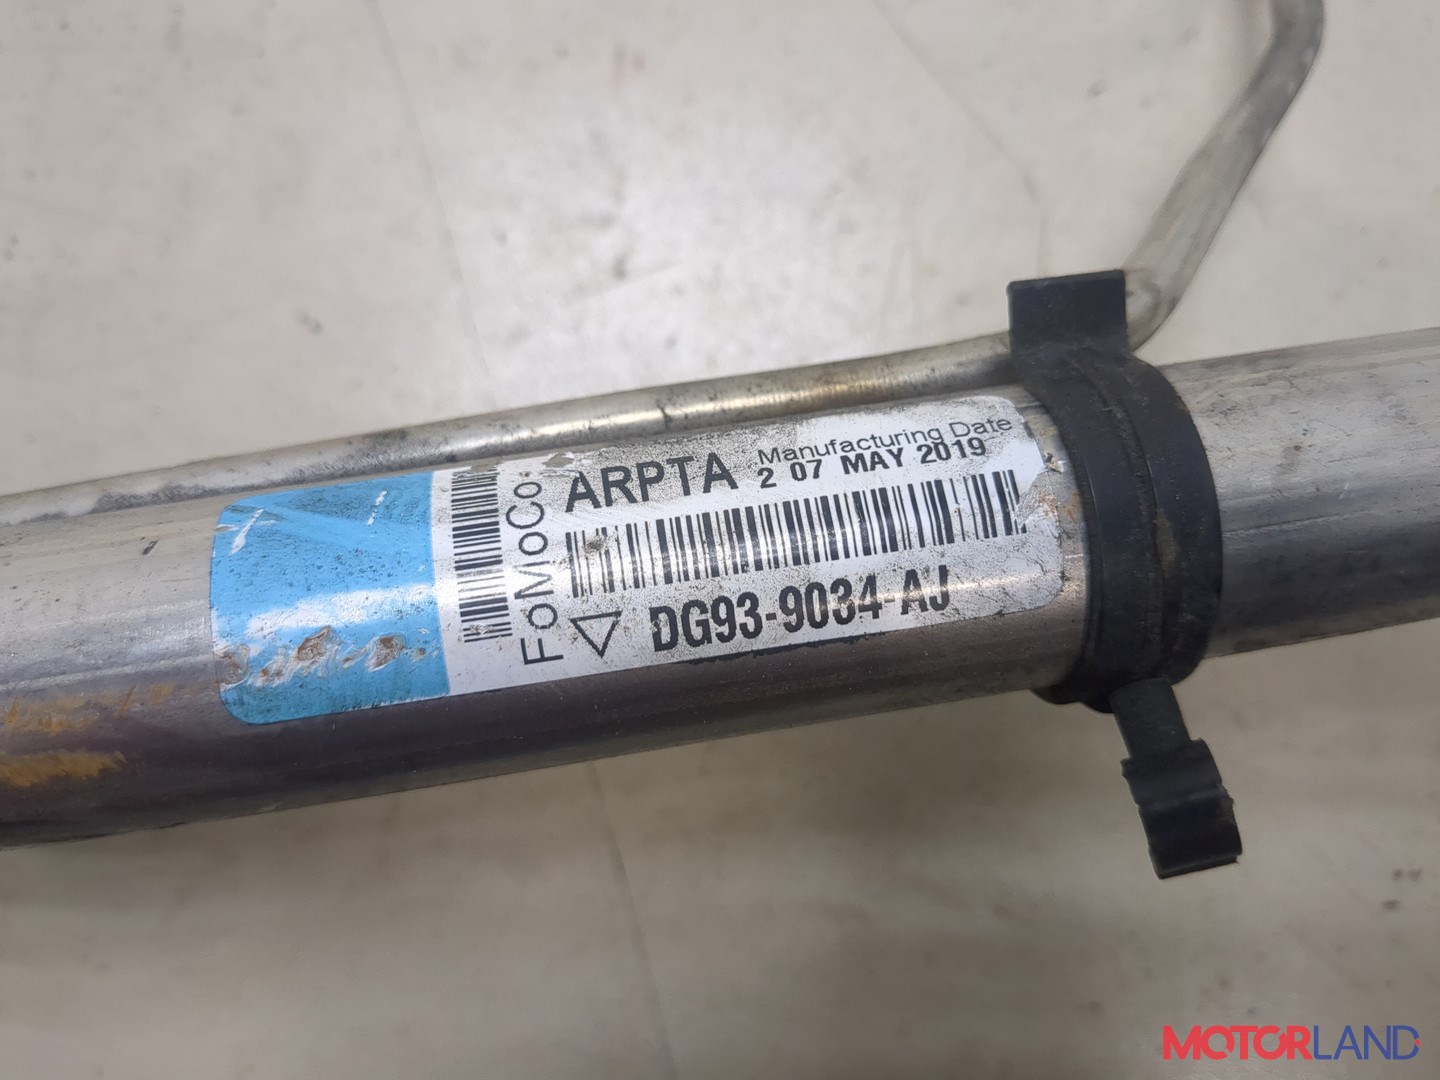 FoMoCo
ARPTA
Manufacturing Date
2 07 MAY 2019
DG93-9034-AJ
MOTORLAND